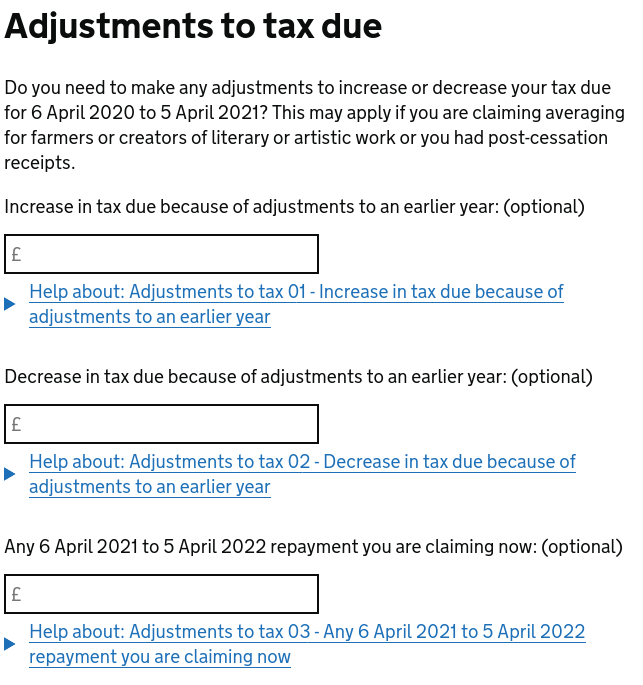 Adjustments to tax due
Do you need to make any adjustments to increase or decrease your tax due
for 6 April 2020 to 5 April 2021? This may apply if you are claiming averaging
for farmers or creators of literary or artistic work or you had post-cessation
receipts.
Increase in tax due because of adjustments to an earlier year: (optional)
£
Help about: Adjustments to tax 01 - Increase in tax due because of
adjustments to an earlier year
Decrease in tax due because of adjustments to an earlier year: (optional)
£
Help about: Adjustments to tax 02 - Decrease in tax due because of
adjustments to an earlier year
Any 6 April 2021 to 5 April 2022 repayment you are claiming now: (optional)
£
Help about: Adjustments to tax 03 - Any 6 April 2021 to 5 April 2022
repayment you are claiming now